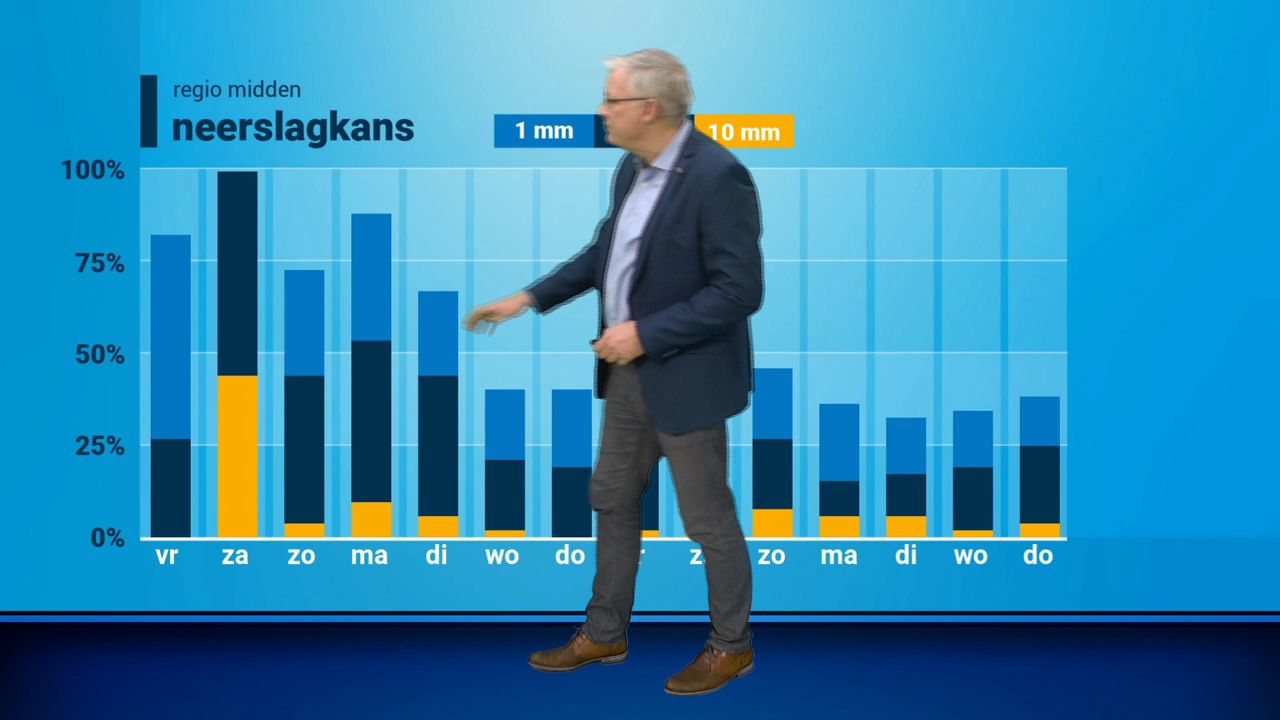 regio midden
neerslagkans
1 mm 10 mm
100%
75%
50%
25%
0%
vr za zo ma di wo do zo ma di wo do